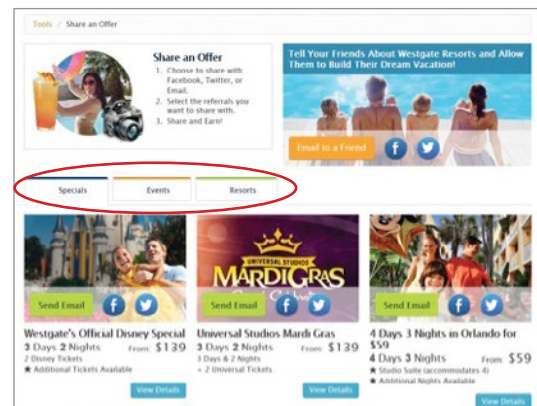 Tools / Share an Offer
Share an Offer
1. Choose to share with
Facebook, Twitter, or
Email.
2. Select the referrals you
want to share with.
3. Share and Earn!
Tell Your Friends About Westgate Resorts and Allow
Them to Build Their Dream Vacation!
Email to a Friend
Specials
Events
Resorts
Send Email
UNIVERSAL STUDIOS
MARDI GRAS
Send Email
Send Email
Westgate's Official Disney Special
3 Days 2 Nights From: $139
2 Disney Tickets
★ Additional Tickets Available
View Details
Universal Studios Mardi Gras
3 Days 2 Nights From: $139
3 Days & 2 Nights
+ 2 Universal Tickets
View Details
4 Days 3 Nights in Orlando for
$59
4 Days 3 Nights From: $59
★ Studio Suite (accommodates 4)
★ Additional Nights Available
View Details